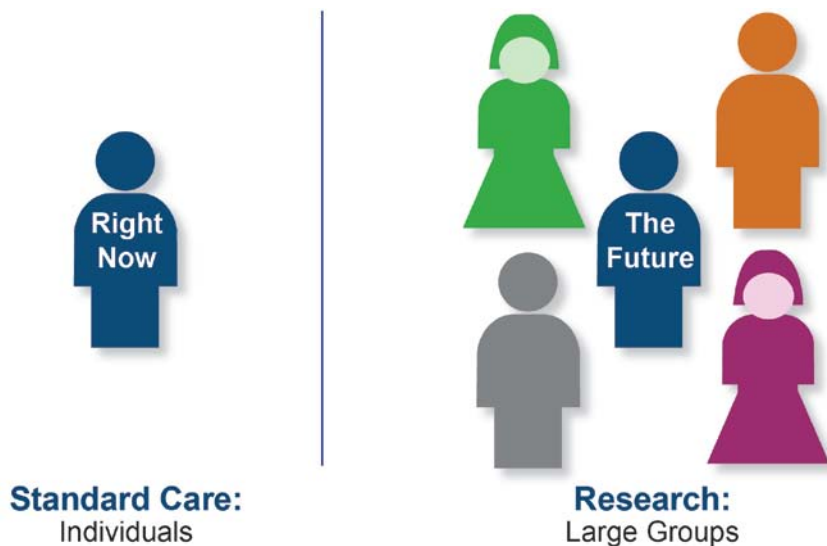 Right
Now
The
Future
Standard Care:
Individuals
Research:
Large Groups